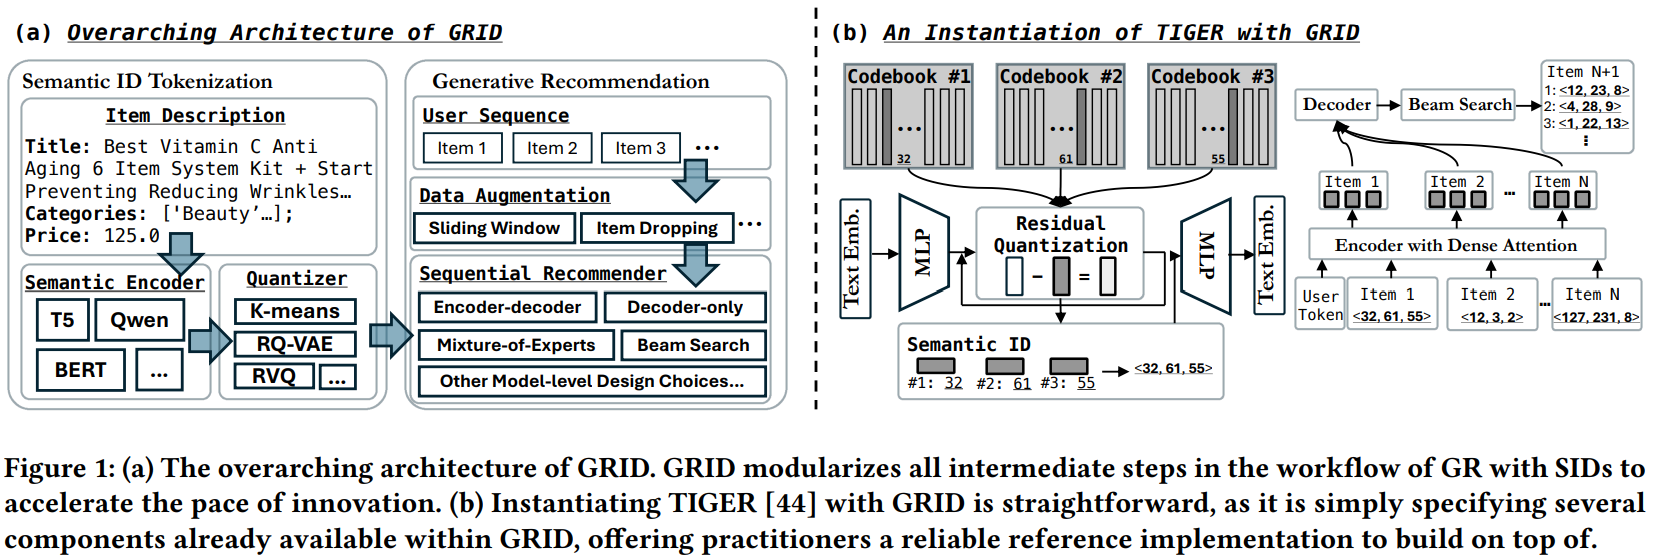 (a) Overarching Architecture of GRID
Semantic ID Tokenization
Item Description
Title: Best Vitamin C Anti
Aging 6 Item System Kit + Start
Preventing Reducing Wrinkles…
Categories: ['Beauty’…];
Price: 125.0
Semantic Encoder
T5
Qwen
BERT
...
Quantizer
K-means
RQ-VAE
RVQ
...
Generative Recommendation
User Sequence
Item 1
Item 2
Item 3
...
Data Augmentation
Sliding Window
Item Dropping
...
Sequential Recommender
Encoder-decoder
Decoder-only
Mixture-of-Experts
Beam Search
Other Model-level Design Choices...
(b) An Instantiation of TIGER with GRID
Codebook #1
...
32
Codebook #2
...
61
Codebook #3
...
55
Text Emb.
MLP
Residual
Quantization
- =
MLP
Text Emb.
Semantic ID
#1: 32
#2: 61
#3: 55
<32, 61, 55>
Decoder
Beam Search
Item N+1
1: <12, 23, 8>
2: <4, 28, 9>
3: <1, 22, 13>
⋮
Item 1
Item 2
...
Item N
Encoder with Dense Attention
User
Token
Item 1
<32, 61, 55>
Item 2
<12, 3, 2>
...
Item N
<127, 231, 8>
Figure 1: (a) The overarching architecture of GRID. GRID modularizes all intermediate steps in the workflow of GR with SIDs to
accelerate the pace of innovation. (b) Instantiating TIGER [44] with GRID is straightforward, as it is simply specifying several
components already available within GRID, offering practitioners a reliable reference implementation to build on top of.